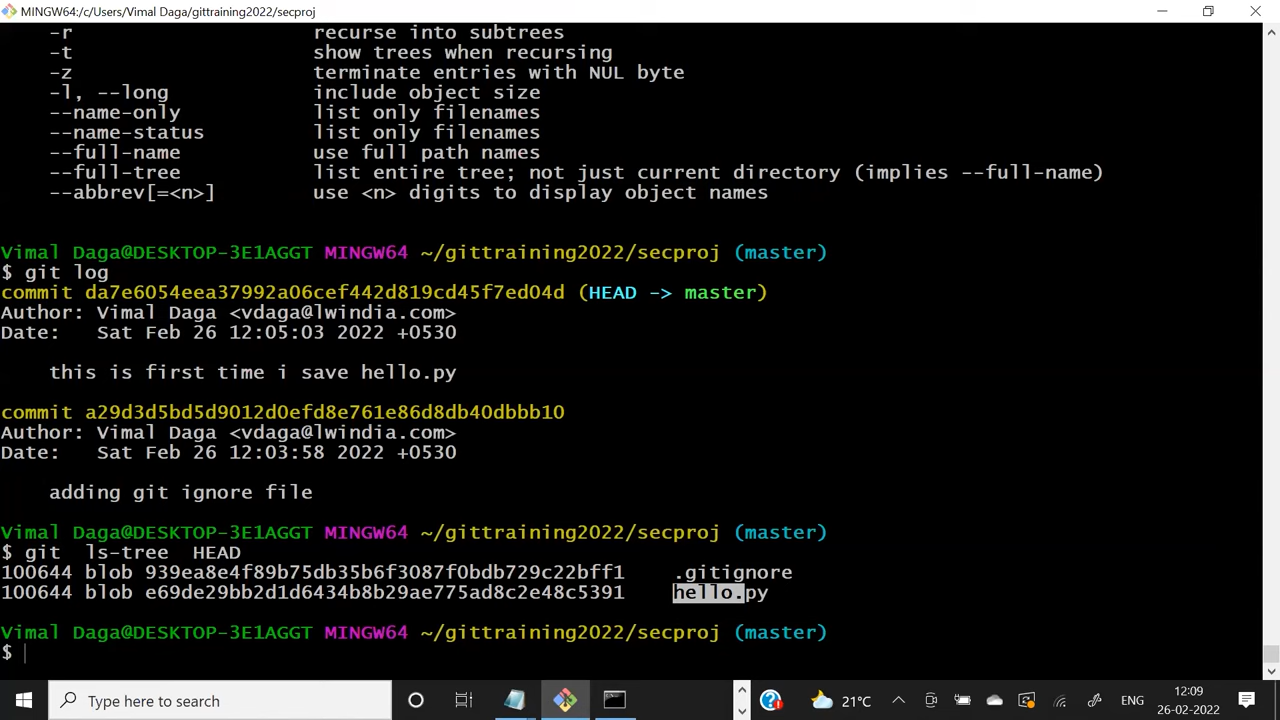 MINGW64:/c/Users/Vimal Daga/gittraining2022/secproj
-r recurse into subtrees
-t show trees when recursing
-z terminate entries with NUL byte
-l, --long include object size
--name-only list only filenames
--name-status list only filenames
--full-name use full path names
--full-tree list entire tree; not just current directory (implies --full-name)
--abbrev[=<n>] use <n> digits to display object names
Vimal Daga@DESKTOP-3E1AGGT MINGW64 ~/gittraining2022/secproj (master)
$ git log
commit da7e6054eea37992a06cef442d819cd45f7ed04d (HEAD -> master)
Author: Vimal Daga <vdaga@lwindia.com>
Date: Sat Feb 26 12:05:03 2022 +0530
this is first time i save hello.py
commit a29d3d5bd5d9012d0efd8e761e86d8db40dbbb10
Author: Vimal Daga <vdaga@lwindia.com>
Date: Sat Feb 26 12:03:58 2022 +0530
adding git ignore file
Vimal Daga@DESKTOP-3E1AGGT MINGW64 ~/gittraining2022/secproj (master)
$ git ls-tree HEAD
100644 blob 939ea8e4f89b75db35b6f3087f0bdb729c22bff1 .gitignore
100644 blob e69de29bb2d1d6434b8b29ae775ad8c2e48c5391 hello.py
Vimal Daga@DESKTOP-3E1AGGT MINGW64 ~/gittraining2022/secproj (master)
$
Type here to search
21°C
ENG
12:09
26-02-2022